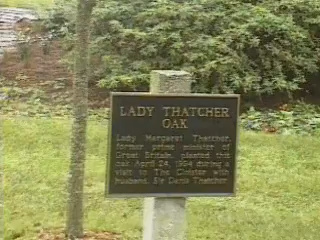 LADY THATCHER
OAK
Lady Margaret Thatcher,
former prime minister of
Great Britain, planted this
oak April 24, 1994 during a
visit to The Cloister with
husband, Sir Denis Thatcher